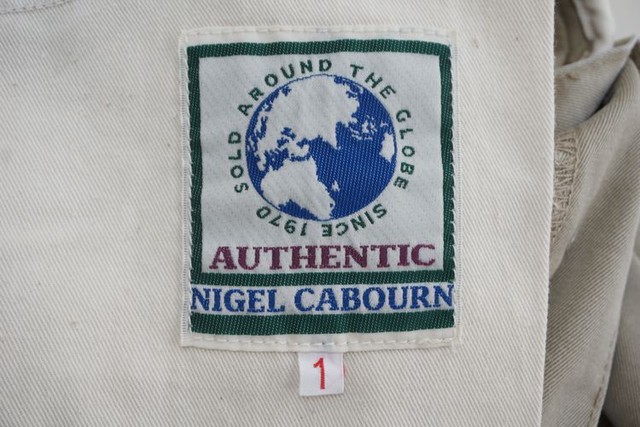 SOLD AROUND THE GLOBE SINCE 1970
AUTHENTIC
NIGEL CABOURN
1